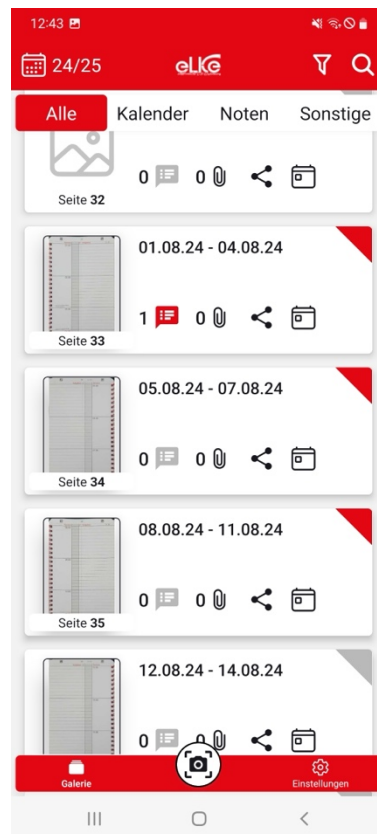 12:43
24/25
eLKe
Alle Kalender Noten Sonstige
0 0
Seite 32
01.08.24 - 04.08.24
1 0
Seite 33
05.08.24 - 07.08.24
0 0
Seite 34
08.08.24 - 11.08.24
0 0
Seite 35
12.08.24 - 14.08.24
0 0
Galerie
Einstellungen